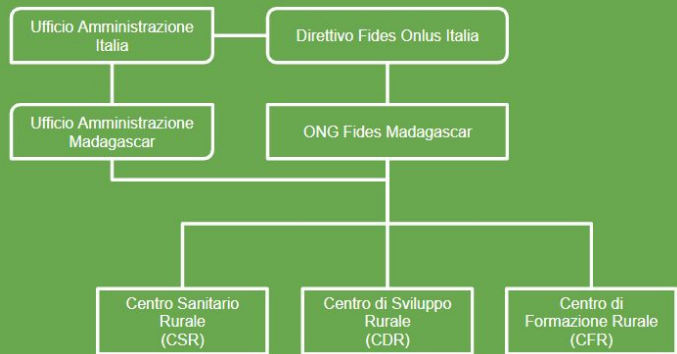 Ufficio Amministrazione
Italia
Direttivo Fides Onlus Italia
Ufficio Amministrazione
Madagascar
ONG Fides Madagascar
Centro Sanitario
Rurale
(CSR)
Centro di Sviluppo
Rurale
(CDR)
Centro di
Formazione Rurale
(CFR)